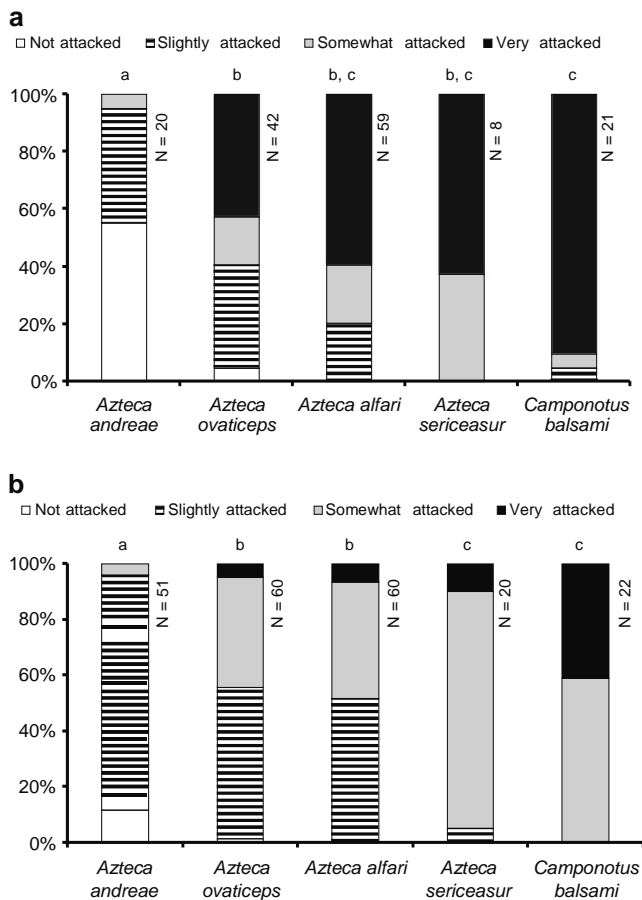 a
Not attacked Slightly attacked Somewhat attacked Very attacked
a b b, c b, c c
100%
80%
60%
40%
20%
0%
N = 20
N = 42
N = 59
N = 8
N = 21
Azteca andreae
Azteca ovaticeps
Azteca alfari
Azteca sericeasur
Camponotus balsami
b
Not attacked Slightly attacked Somewhat attacked Very attacked
a b b c c
100%
80%
60%
40%
20%
0%
N = 51
N = 60
N = 60
N = 20
N = 22
Azteca andreae
Azteca ovaticeps
Azteca alfari
Azteca sericeasur
Camponotus balsami